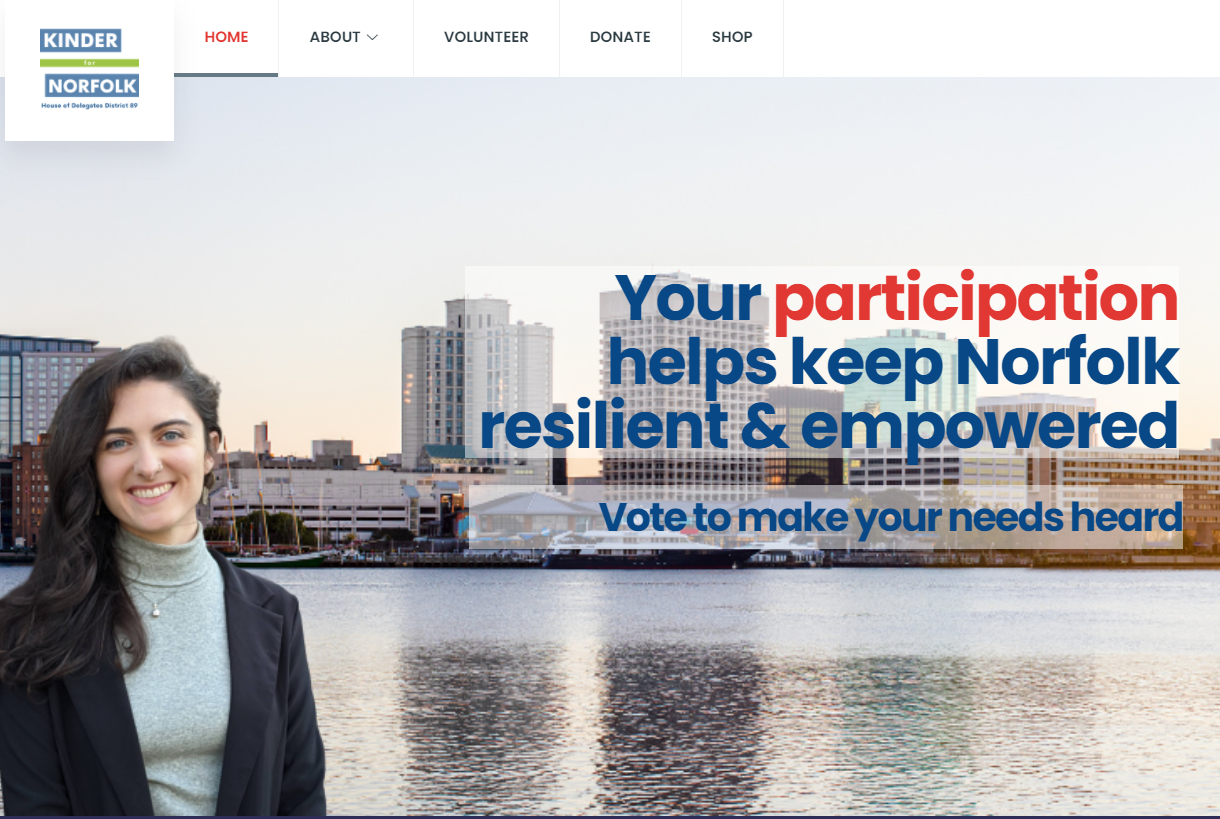 KINDER
for
NORFOLK
House of Delegates District 89
HOME
ABOUT
VOLUNTEER
DONATE
SHOP
Your participation
helps keep Norfolk
resilient & empowered
Vote to make your needs heard